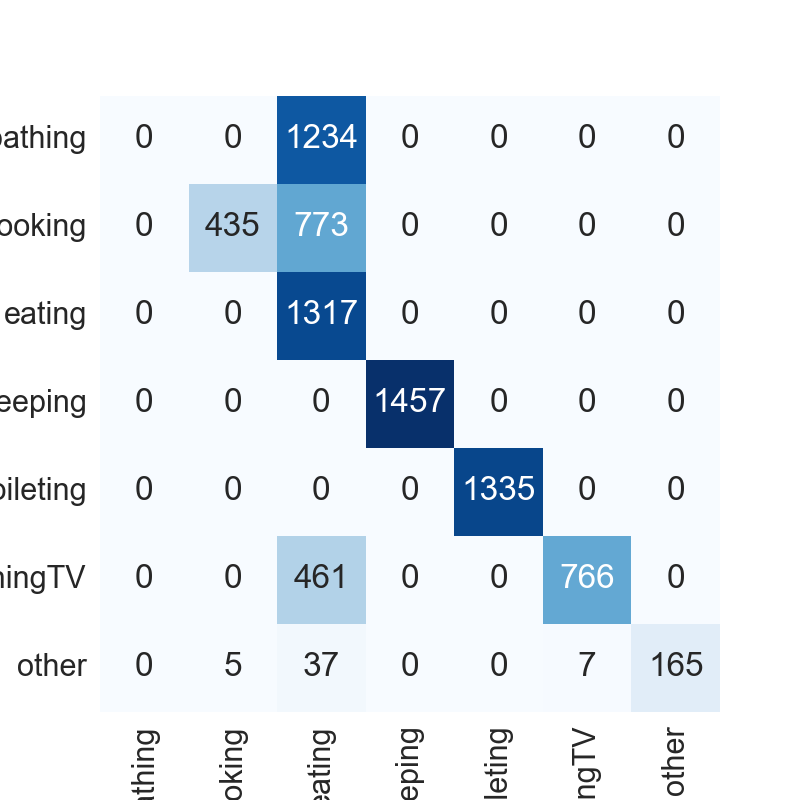 athing 0 0 1234 0 0 0 0
ooking 0 435 773 0 0 0 0
eating 0 0 1317 0 0 0 0
eeping 0 0 0 1457 0 0 0
oileting 0 0 0 0 1335 0 0
ingTV 0 0 461 0 0 766 0
other 0 5 37 0 0 7 165
thing
oking
eating
eping
leting
ngTV
other